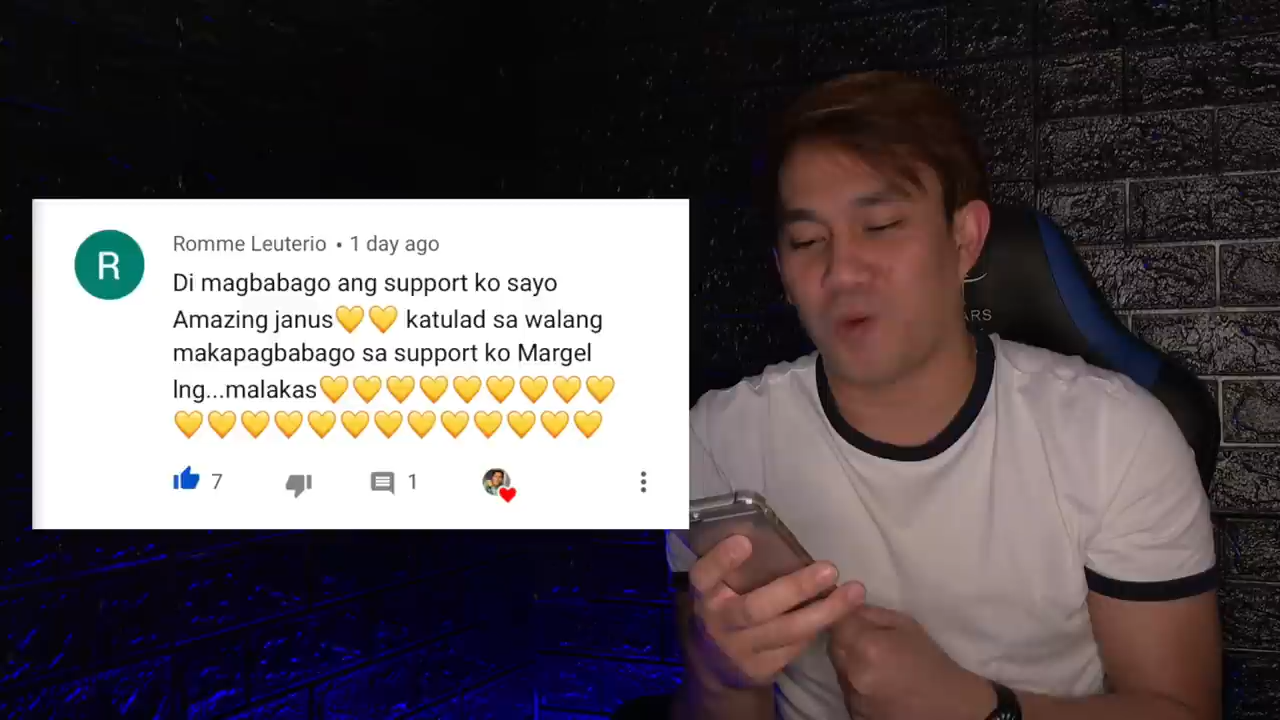 R
Romme Leuterio • 1 day ago
Di magbabago ang support ko sayo
Amazing janus💛💛 katulad sa walang
makapagbabago sa support ko Margel
lng...malakas💛💛💛💛💛💛💛💛💛
💛💛💛💛💛💛💛💛💛💛💛💛💛
7
1
ARS